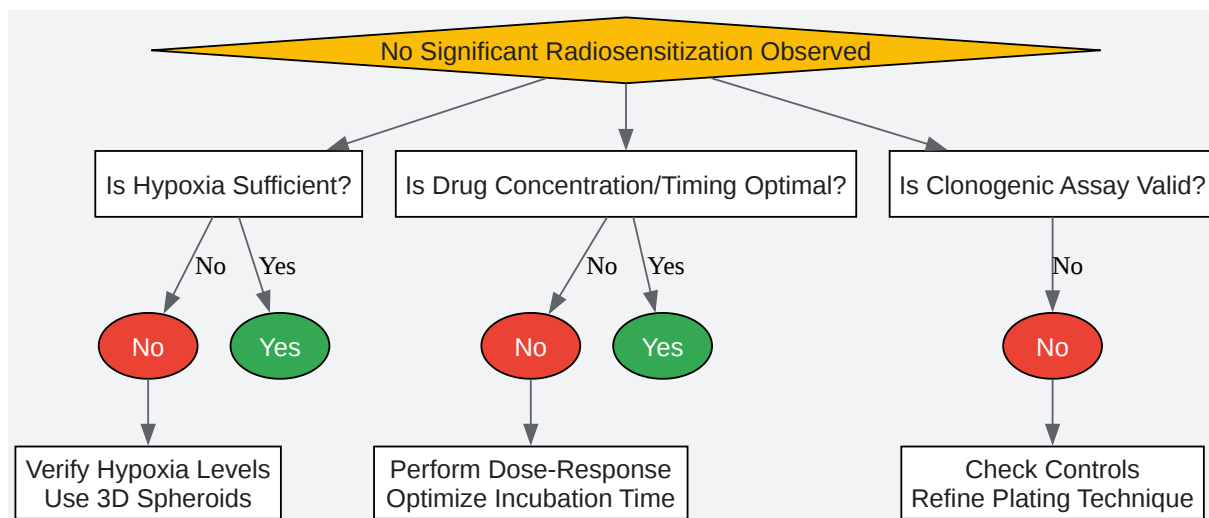 No Significant Radiosensitization Observed
Is Hypoxia Sufficient?
Is Drug Concentration/Timing Optimal?
Is Clonogenic Assay Valid?
No
Yes
No
Yes
No
No
Yes
No
Yes
No
Verify Hypoxia Levels
Use 3D Spheroids
Perform Dose-Response
Optimize Incubation Time
Check Controls
Refine Plating Technique